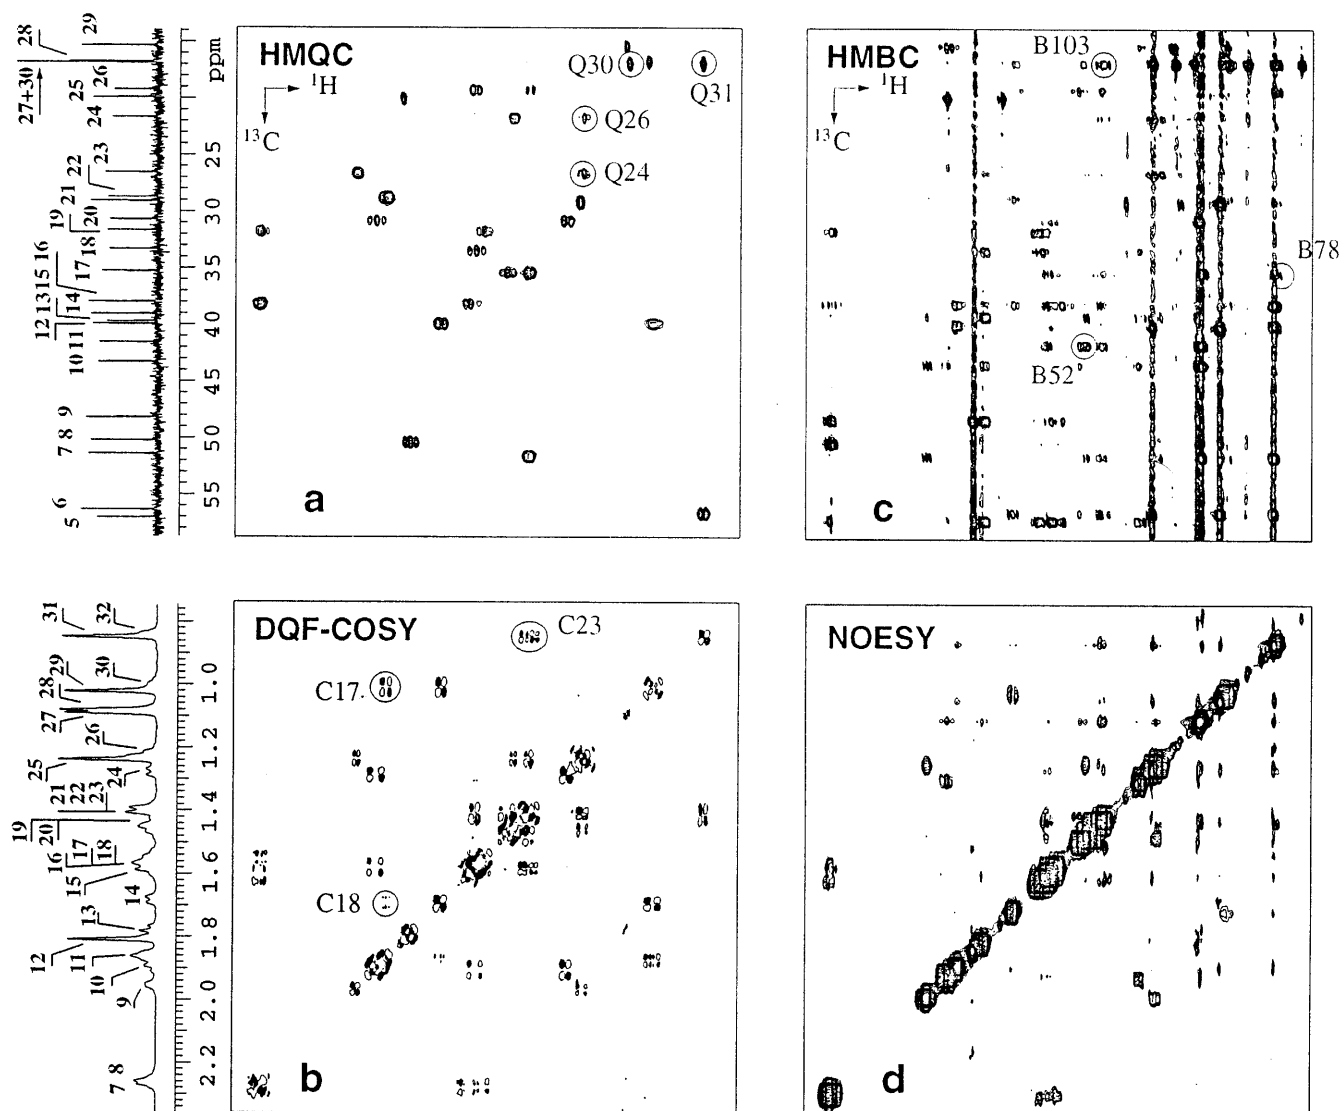 29
28
27+30
26
25
24
23
22
21
20
19
18
17
16
15
14
13
12
11
10
9
8
7
6
5
ppm
25
30
35
40
45
50
55
HMQC
¹H
¹³C
Q30
Q31
Q26
Q24
a
HMBC
¹H
¹³C
B103
B78
B52
c
31
32
29
30
28
27
26
25
24
21
22
23
19
20
16
17
18
15
14
13
12
11
10
9
7 8
1.0
1.2
1.4
1.6
1.8
2.0
2.2
DQF-COSY
C23
C17
C18
b
NOESY
d